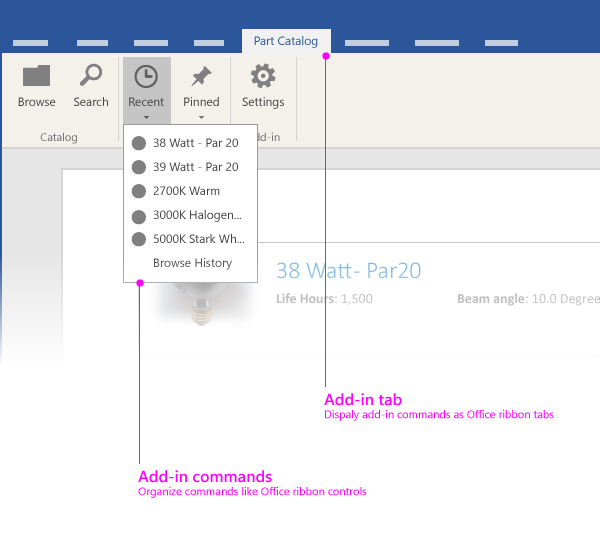 Part Catalog
Browse
Search
Recent
Pinned
Settings
Catalog
d-in
38 Watt - Par 20
39 Watt - Par 20
2700K Warm
3000K Halogen...
5000K Stark Wh...
Browse History
38 Watt- Par20
Life Hours: 1,500
Beam angle: 10.0 Degree
Add-in tab
Dispaly add-in commands as Office ribbon tabs
Add-in commands
Organize commands like Office ribbon controls